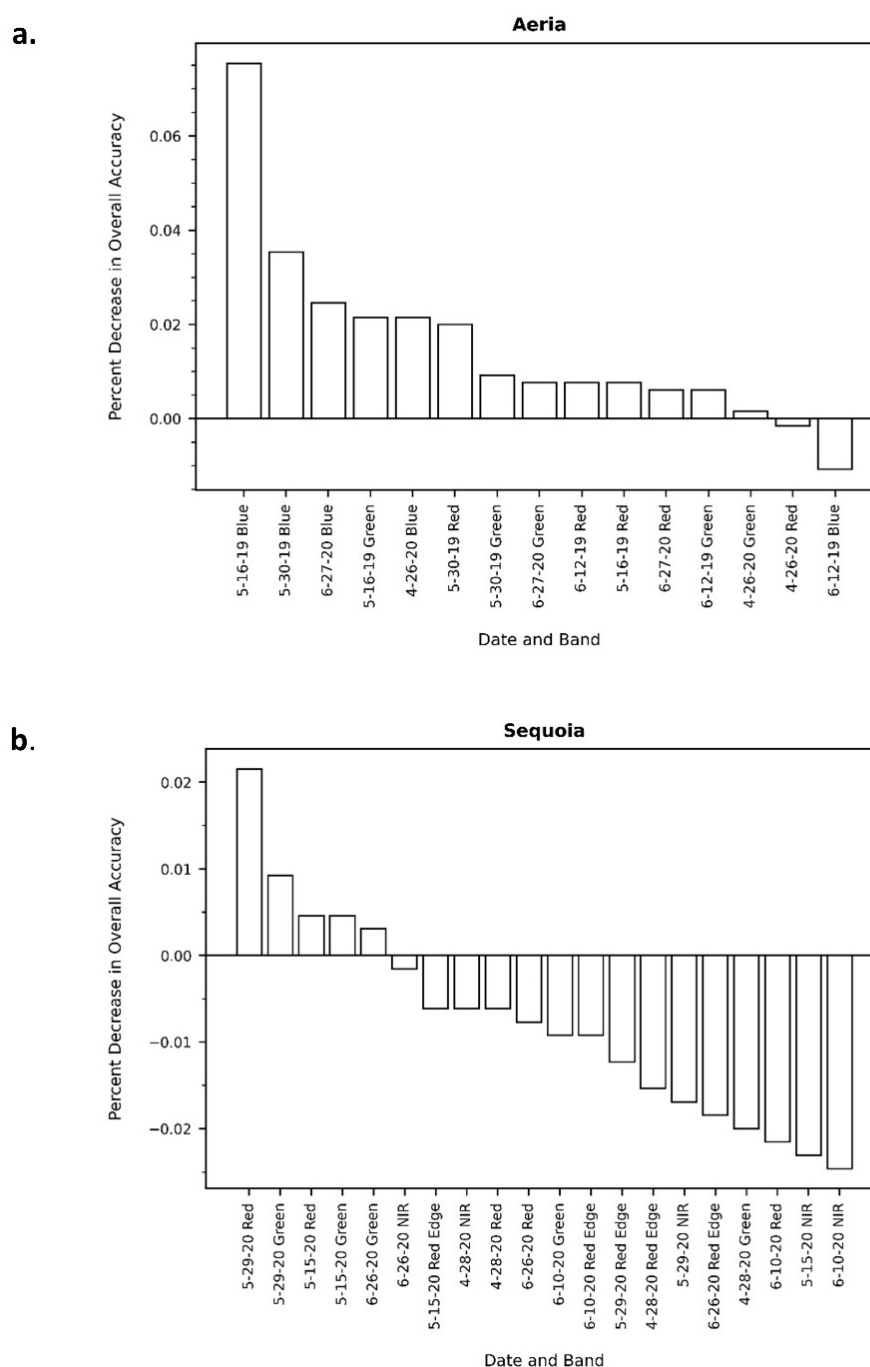 a.
Aeria
Percent Decrease in Overall Accuracy
0.06
0.04
0.02
0.00
5-16-19 Blue
5-30-19 Blue
6-27-20 Blue
5-16-19 Green
4-26-20 Blue
5-30-19 Red
5-30-19 Green
6-27-20 Green
6-12-19 Red
5-16-19 Red
6-27-20 Red
6-12-19 Green
4-26-20 Green
4-26-20 Red
6-12-19 Blue
Date and Band
b.
Sequoia
Percent Decrease in Overall Accuracy
0.02
0.01
0.00
−0.01
−0.02
5-29-20 Red
5-29-20 Green
5-15-20 Red
5-15-20 Green
6-26-20 Green
6-26-20 NIR
5-15-20 Red Edge
4-28-20 NIR
4-28-20 Red
6-26-20 Red
6-10-20 Green
6-10-20 Red Edge
5-29-20 Red Edge
4-28-20 Red Edge
5-29-20 NIR
6-26-20 Red Edge
4-28-20 Green
6-10-20 Red
5-15-20 NIR
6-10-20 NIR
Date and Band